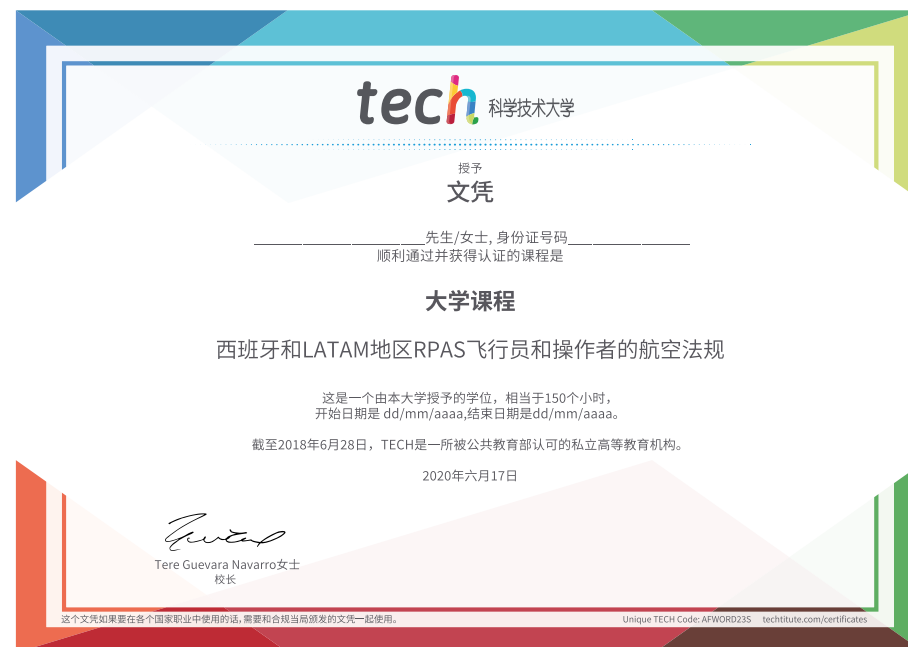 tech 科学技术大学
授予
文凭
先生/女士, 身份证号码
顺利通过并获得认证的课程是
大学课程
西班牙和LATAM地区RPAS飞行员和操作者的航空法规
这是一个由本大学授予的学位，相当于150个小时，
开始日期是 dd/mm/aaaa,结束日期是dd/mm/aaaa。
截至2018年6月28日，TECH是一所被公共教育部认可的私立高等教育机构。
2020年六月17日
Tere Guevara Navarro女士
校长
这个文凭如果要在各个国家职业中使用的话,需要和合规当局颁发的文凭一起使用。
Unique TECH Code: AFWORD23S techtitute.com/certificates